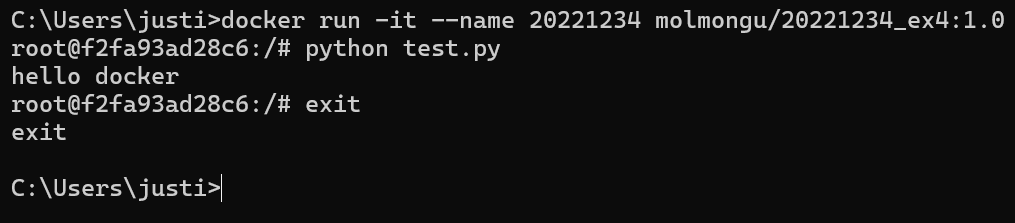 C:\Users\justi>docker run -it --name 20221234 molmongu/20221234_ex4:1.0
root@f2fa93ad28c6:/# python test.py
hello docker
root@f2fa93ad28c6:/# exit
exit
C:\Users\justi>